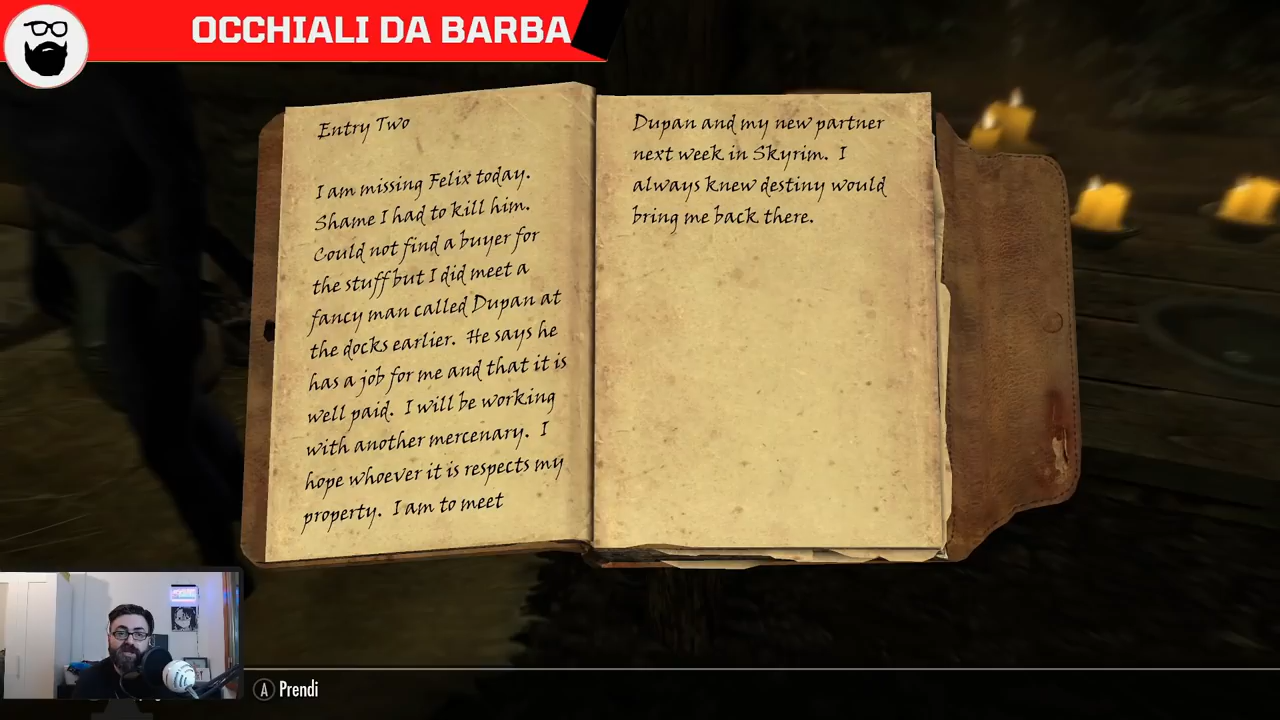 OCCHIALI DA BARBA
Entry Two
I am missing Felix today.
Shame I had to kill him.
Could not find a buyer for
the stuff but I did meet a
fancy man called Dupan at
the docks earlier. He says he
has a job for me and that it is
well paid. I will be working
with another mercenary. I
hope whoever it is respects my
property. I am to meet
Dupan and my new partner
next week in Skyrim. I
always knew destiny would
bring me back there.
A Prendi